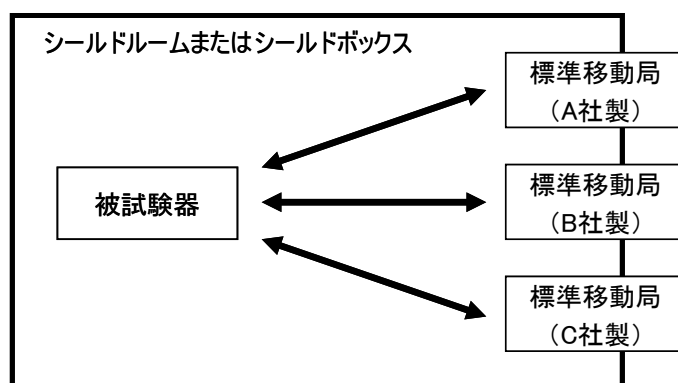 シールドルームまたはシールドボックス
標準移動局
（A社製）
被試験器
標準移動局
（B社製）
標準移動局
（C社製）